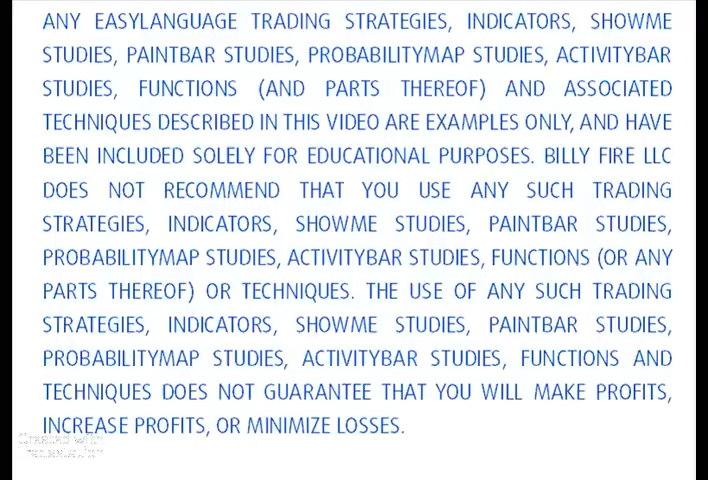 ANY EASYLANGUAGE TRADING STRATEGIES, INDICATORS, SHOWME
STUDIES, PAINTBAR STUDIES, PROBABILITYMAP STUDIES, ACTIVITYBAR
STUDIES, FUNCTIONS (AND PARTS THEREOF) AND ASSOCIATED
TECHNIQUES DESCRIBED IN THIS VIDEO ARE EXAMPLES ONLY, AND HAVE
BEEN INCLUDED SOLELY FOR EDUCATIONAL PURPOSES. BILLY FIRE LLC
DOES NOT RECOMMEND THAT YOU USE ANY SUCH TRADING
STRATEGIES, INDICATORS, SHOWME STUDIES, PAINTBAR STUDIES,
PROBABILITYMAP STUDIES, ACTIVITYBAR STUDIES, FUNCTIONS (OR ANY
PARTS THEREOF) OR TECHNIQUES. THE USE OF ANY SUCH TRADING
STRATEGIES, INDICATORS, SHOWME STUDIES, PAINTBAR STUDIES,
PROBABILITYMAP STUDIES, ACTIVITYBAR STUDIES, FUNCTIONS AND
TECHNIQUES DOES NOT GUARANTEE THAT YOU WILL MAKE PROFITS,
INCREASE PROFITS, OR MINIMIZE LOSSES.
Created with